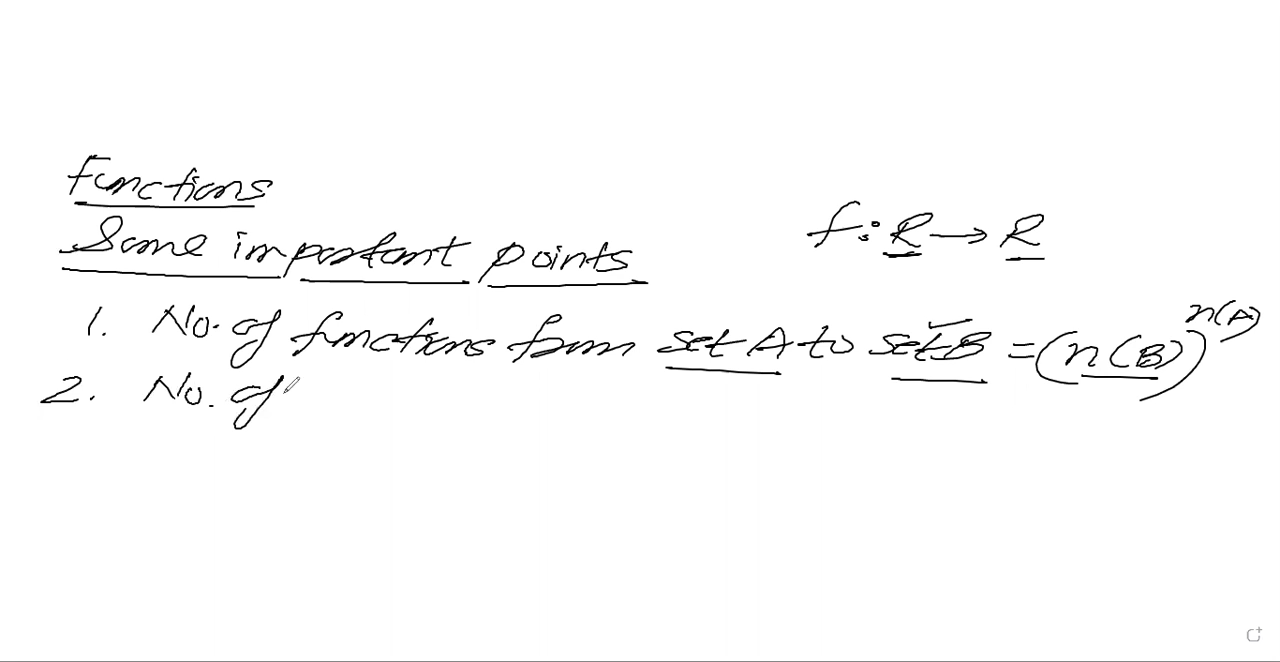 Functions
Some important points
f: R → R
1. No. of functions from set A to set B = (n(B))^n(A)
2. No. of